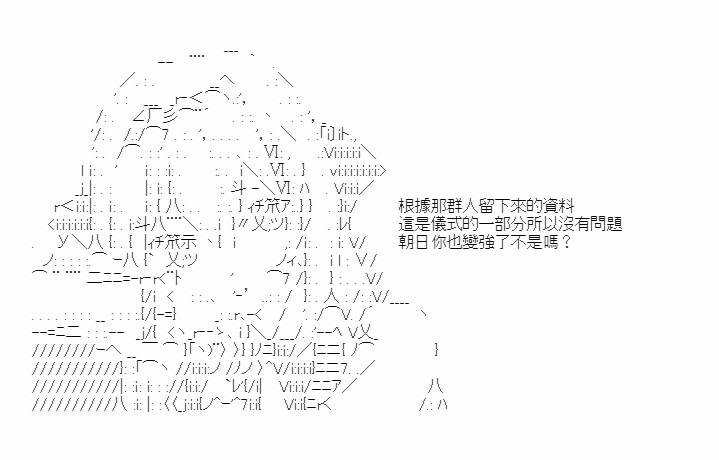 根據那群人留下來的資料
這是儀式的一部分所以沒有問題
朝日你也變強了不是嗎？